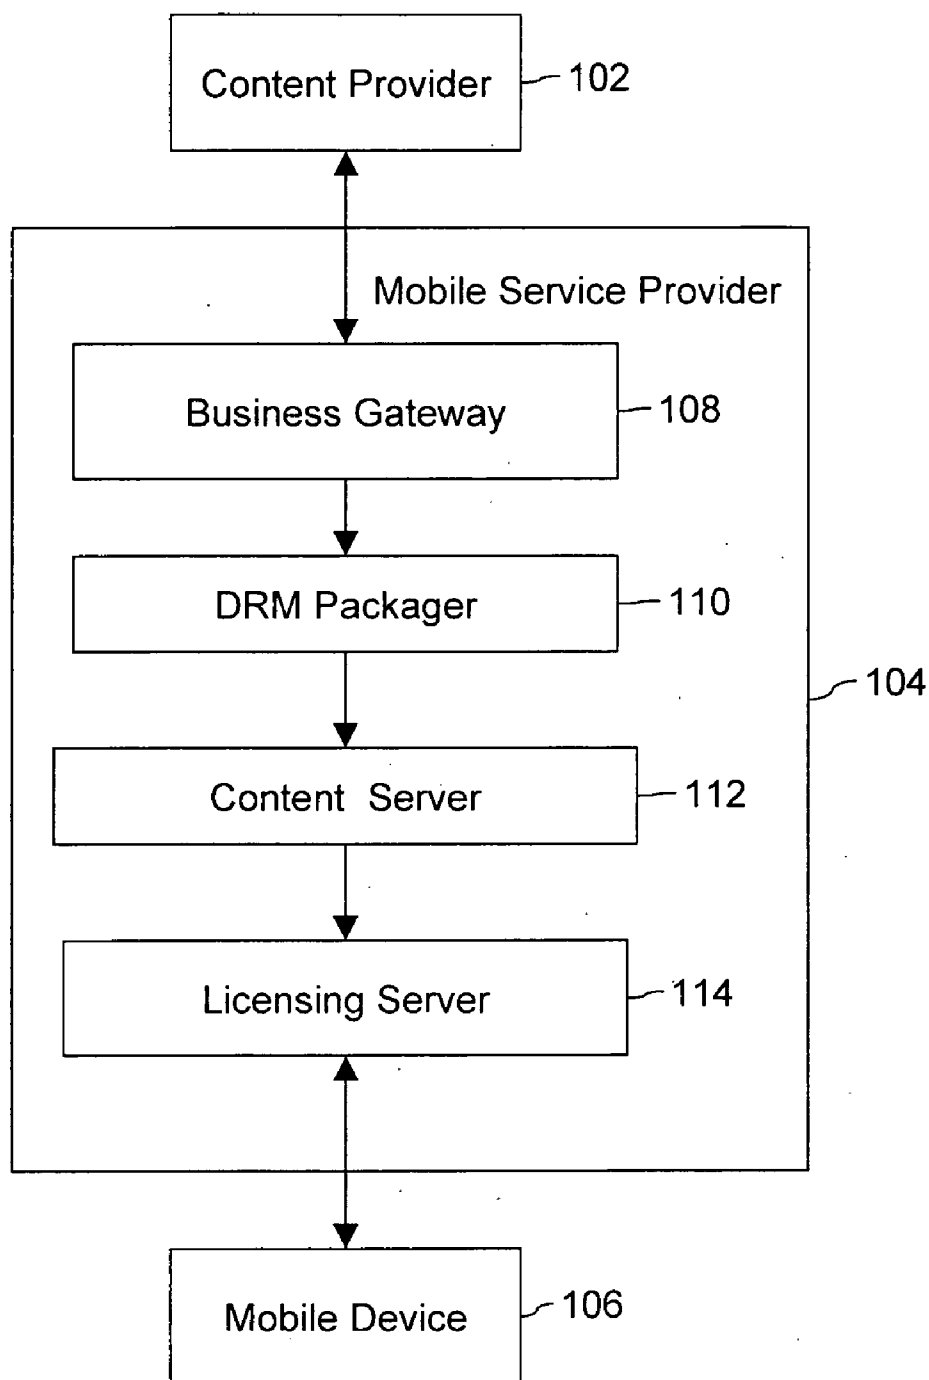 Content Provider
102
Mobile Service Provider
Business Gateway
108
DRM Packager
110
104
Content Server
112
Licensing Server
114
Mobile Device
106